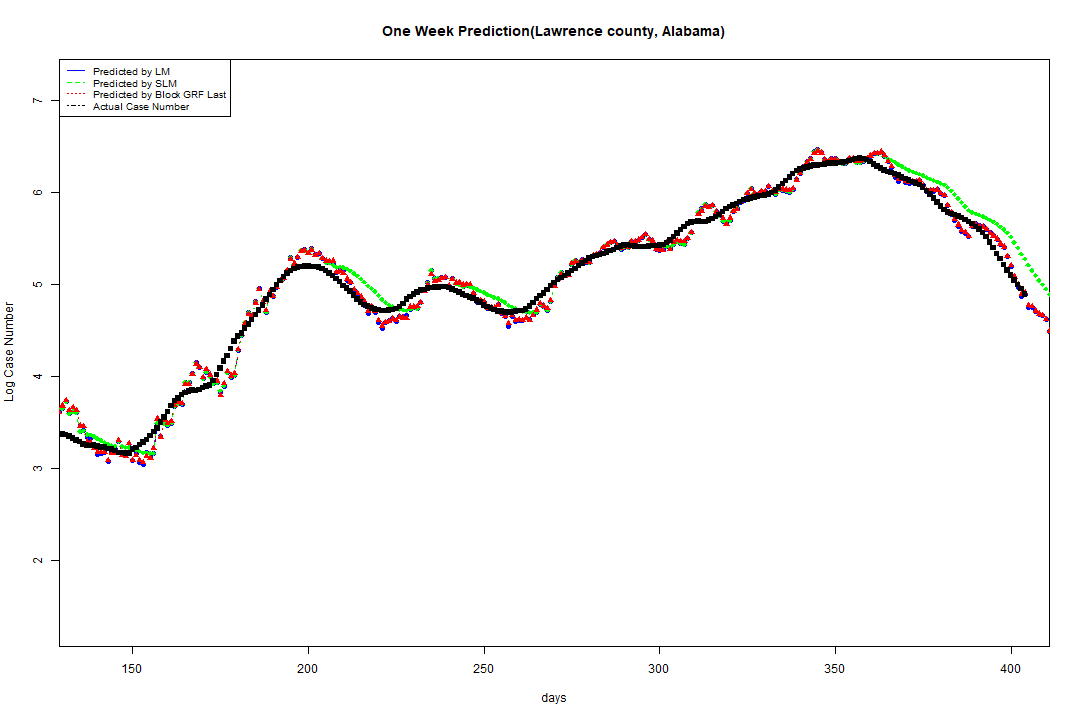 One Week Prediction(Lawrence county, Alabama)
Predicted by LM
Predicted by SLM
Predicted by Block GRF Last
Actual Case Number
7
6
5
4
3
2
Log Case Number
150 200 250 300 350 400
days